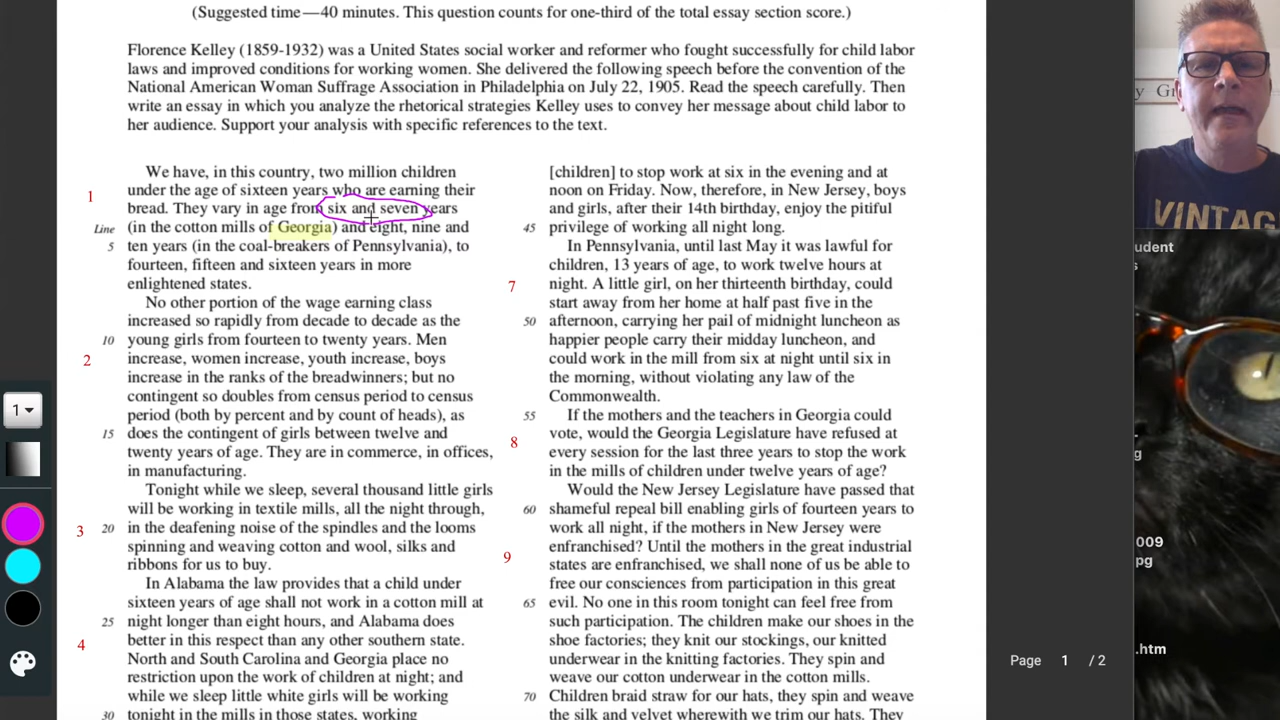 (Suggested time—40 minutes. This question counts for one-third of the total essay section score.)
Florence Kelley (1859-1932) was a United States social worker and reformer who fought successfully for child labor
laws and improved conditions for working women. She delivered the following speech before the convention of the
National American Woman Suffrage Association in Philadelphia on July 22, 1905. Read the speech carefully. Then
write an essay in which you analyze the rhetorical strategies Kelley uses to convey her message about child labor to
her audience. Support your analysis with specific references to the text.
We have, in this country, two million children
under the age of sixteen years who are earning their
1
bread. They vary in age from six and seven years
Line (in the cotton mills of Georgia) and eight, nine and
5 ten years (in the coal-breakers of Pennsylvania), to
fourteen, fifteen and sixteen years in more
enlightened states.
No other portion of the wage earning class
increased so rapidly from decade to decade as the
10 young girls from fourteen to twenty years. Men
2
increase, women increase, youth increase, boys
increase in the ranks of the breadwinners; but no
contingent so doubles from census period to census
period (both by percent and by count of heads), as
15 does the contingent of girls between twelve and
twenty years of age. They are in commerce, in offices,
in manufacturing.
Tonight while we sleep, several thousand little girls
will be working in textile mills, all the night through,
3
20 in the deafening noise of the spindles and the looms
spinning and weaving cotton and wool, silks and
ribbons for us to buy.
In Alabama the law provides that a child under
sixteen years of age shall not work in a cotton mill at
25 night longer than eight hours, and Alabama does
4
better in this respect than any other southern state.
North and South Carolina and Georgia place no
restriction upon the work of children at night; and
while we sleep little white girls will be working
30 tonight in the mills in those states, working
[children] to stop work at six in the evening and at
noon on Friday. Now, therefore, in New Jersey, boys
and girls, after their 14th birthday, enjoy the pitiful
45 privilege of working all night long.
In Pennsylvania, until last May it was lawful for
children, 13 years of age, to work twelve hours at
7
night. A little girl, on her thirteenth birthday, could
start away from her home at half past five in the
50 afternoon, carrying her pail of midnight luncheon as
happier people carry their midday luncheon, and
could work in the mill from six at night until six in
the morning, without violating any law of the
Commonwealth.
55 If the mothers and the teachers in Georgia could
8
vote, would the Georgia Legislature have refused at
every session for the last three years to stop the work
in the mills of children under twelve years of age?
Would the New Jersey Legislature have passed that
60 shameful repeal bill enabling girls of fourteen years to
work all night, if the mothers in New Jersey were
9
enfranchised? Until the mothers in the great industrial
states are enfranchised, we shall none of us be able to
free our consciences from participation in this great
65 evil. No one in this room tonight can feel free from
such participation. The children make our shoes in the
shoe factories; they knit our stockings, our knitted
underwear in the knitting factories. They spin and
weave our cotton underwear in the cotton mills.
70 Children braid straw for our hats, they spin and weave
the silk and velvet wherewith we trim our hats. They
1
Page 1 / 2
y Gr
VINTAG
udent
s
g
009
pg
.htm